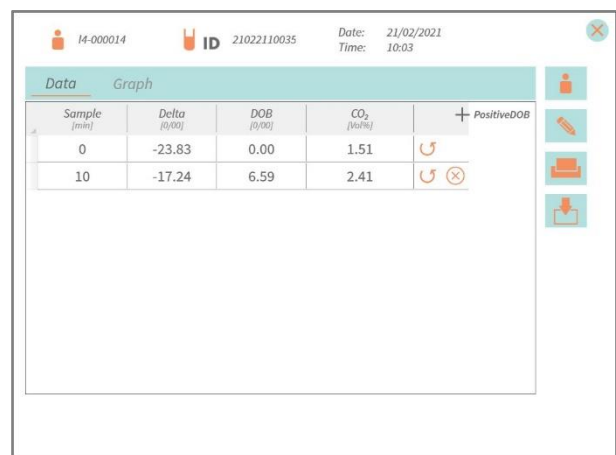 I4-000014 ID 21022110035 Date: 21/02/2021
Time: 10:03
Data Graph
Sample [min] Delta [0/00] DOB [0/00] CO₂ [Vol%] + PositiveDOB
0 -23.83 0.00 1.51
10 -17.24 6.59 2.41